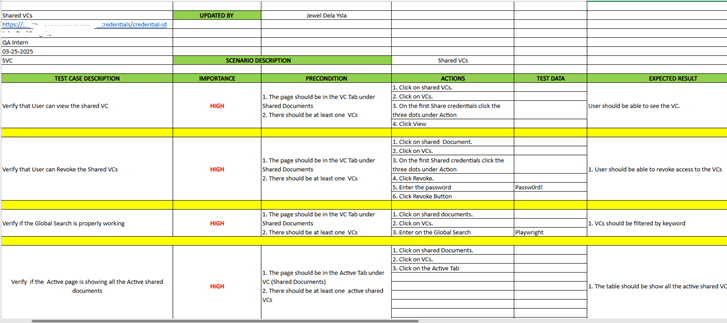 Shared VCs UPDATED BY Jewel Dela Ysla
https:/ :redentials/credential-id
QA Intern
03-25-2025
SVC SCENARIO DESCRIPTION Shared VCs
TEST CASE DESCRIPTION IMPORTANCE PRECONDITION ACTIONS TEST DATA EXPECTED RESULT
Verify that User can view the shared VC
HIGH
1. The page should be in the VC Tab under
Shared Documents
2. There should be at least one VCs
1. Click on shared VCs.
2. Click on VCs.
3. On the first Share credentials click the
three dots under Action
4. Click View
User should be able to see the VC.
Verify that User can Revoke the Shared VCs
HIGH
1. The page should be in the VC Tab under
Shared Documents
2. There should be at least one VCs
1. Click on shared Document.
2. Click on VCs.
3. On the first Shared credentials click the
three dots under Action
4. Click Revoke.
5. Enter the password Passw0rd!
6. Click Revoke Button
1. User should be able to revoke access to the VCs
Verify if the Global Search is properly working
HIGH
1. The page should be in the VC Tab under
Shared Documents
2. There should be at least one VCs
1. Click on shared documents.
2. Click on VCs.
3. Enter on the Global Search Playwright
1. VCs should be filtered by keyword
Verify if the Active page is showing all the Active shared
documents
HIGH
1. The page should be in the Active Tab under
VC (Shared Documents)
2. There should be at least one active shared
VCs
1. Click on shared Documents.
2. Click on VCs.
3. Click on the Active Tab
1. The table should be show all the active shared VC